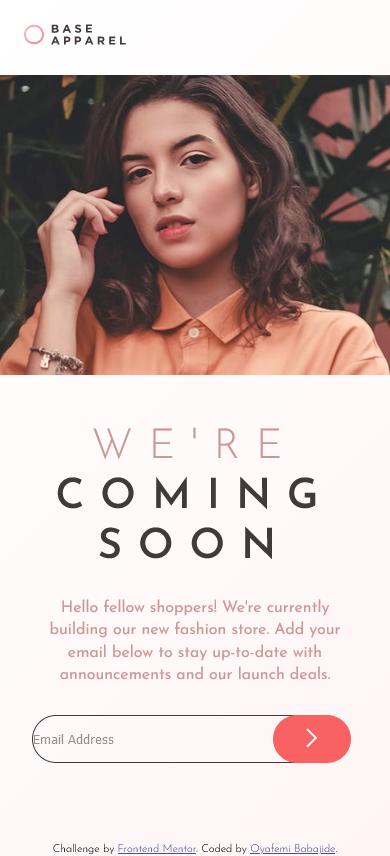 BASE
APPAREL
WE'RE
COMING
SOON
Hello fellow shoppers! We're currently
building our new fashion store. Add your
email below to stay up-to-date with
announcements and our launch deals.
Email Address
Challenge by Frontend Mentor. Coded by Oyafemi Babajide.